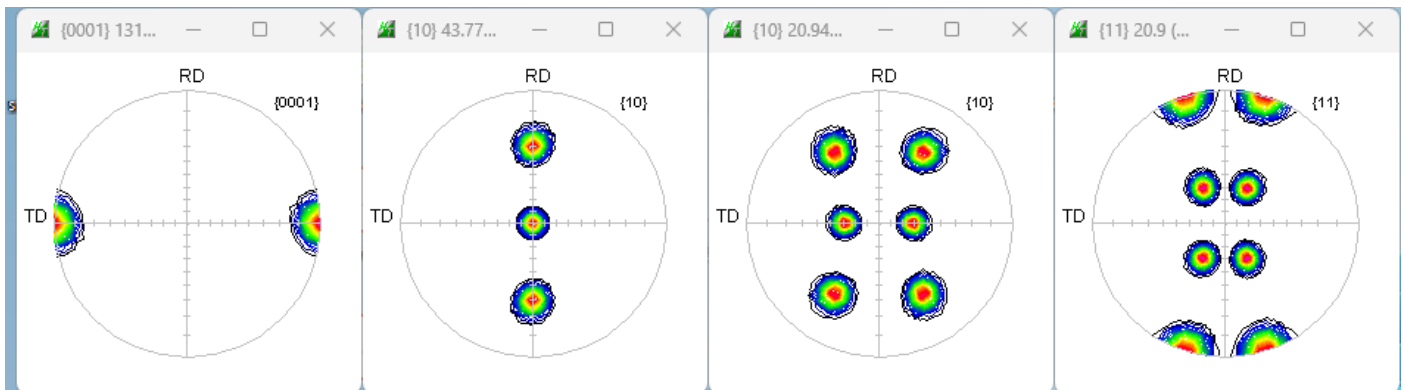 {0001} 131...
RD
{0001}
TD
{10} 43.77...
RD
{10}
TD
{10} 20.94...
RD
{10}
TD
{11} 20.9 (...
RD
{11}
TD